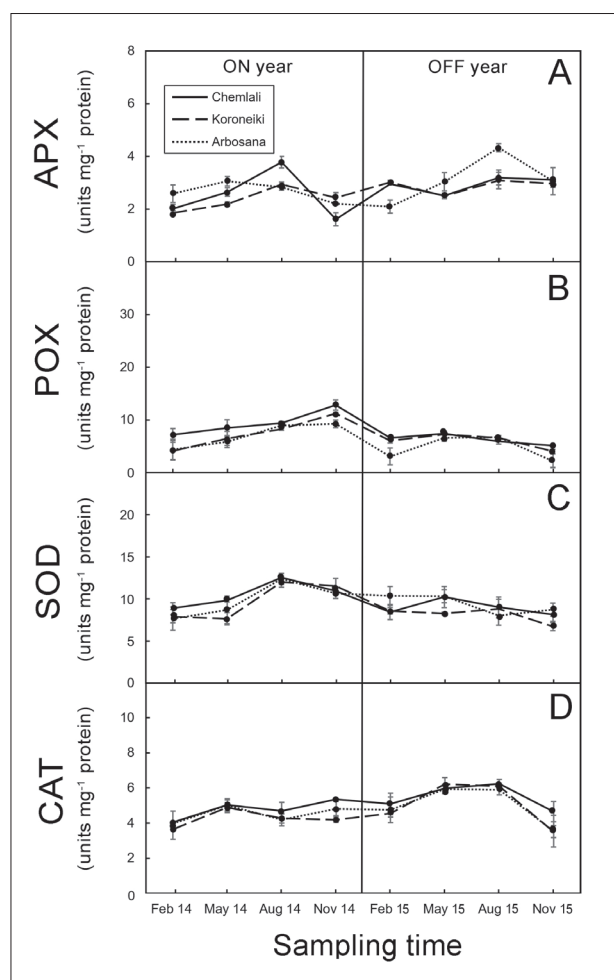 ON year OFF year A
Chemlali
Koroneiki
Arbosana
APX
(units mg⁻¹ protein)
8
6
4
2
0
B
POX
(units mg⁻¹ protein)
30
20
10
0
C
SOD
(units mg⁻¹ protein)
20
15
10
5
0
D
CAT
(units mg⁻¹ protein)
10
8
6
4
2
0
Feb 14 May 14 Aug 14 Nov 14 Feb 15 May 15 Aug 15 Nov 15
Sampling time